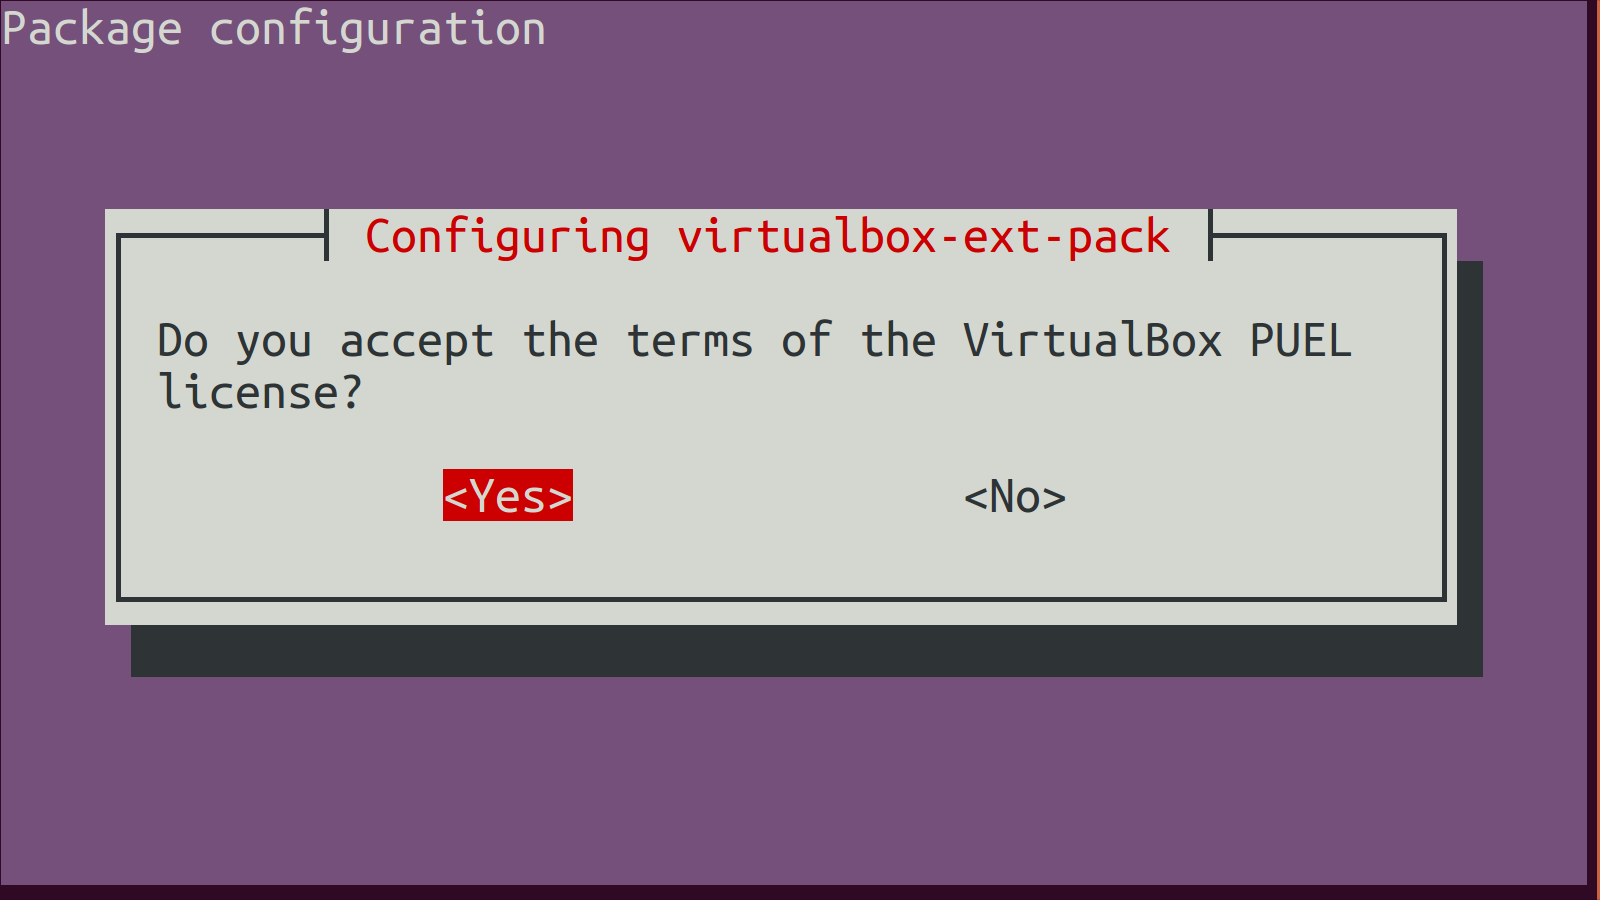 Package configuration
Configuring virtualbox-ext-pack
Do you accept the terms of the VirtualBox PUEL
license?
<Yes> <No>